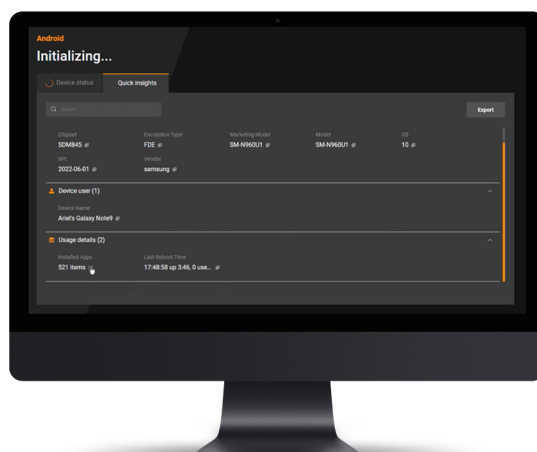 Android
Initializing...
Device status Quick insights
Search
Export
Chipset Encryption Type Marketing Model Model OS
SDM845 FDE SM-N960U1 SM-N960U1 10
SPL Vendor
2022-06-01 samsung
Device user (1)
Device Name
Ariel's Galaxy Note9
Usage details (2)
Installed Apps Last Reboot Time
521 items 17:48:58 up 3:46, 0 use...